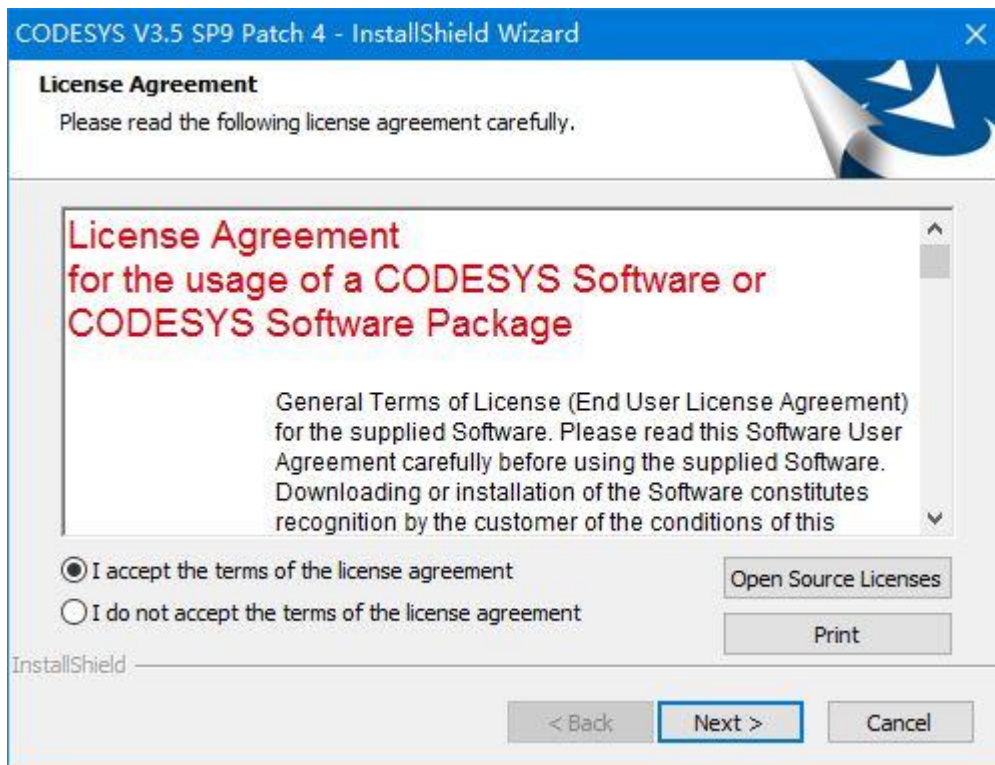 CODESYS V3.5 SP9 Patch 4 - InstallShield Wizard
License Agreement
Please read the following license agreement carefully.
License Agreement
for the usage of a CODESYS Software or
CODESYS Software Package
General Terms of License (End User License Agreement)
for the supplied Software. Please read this Software User
Agreement carefully before using the supplied Software.
Downloading or installation of the Software constitutes
recognition by the customer of the conditions of this
I accept the terms of the license agreement
Open Source Licenses
I do not accept the terms of the license agreement
Print
InstallShield
< Back
Next >
Cancel